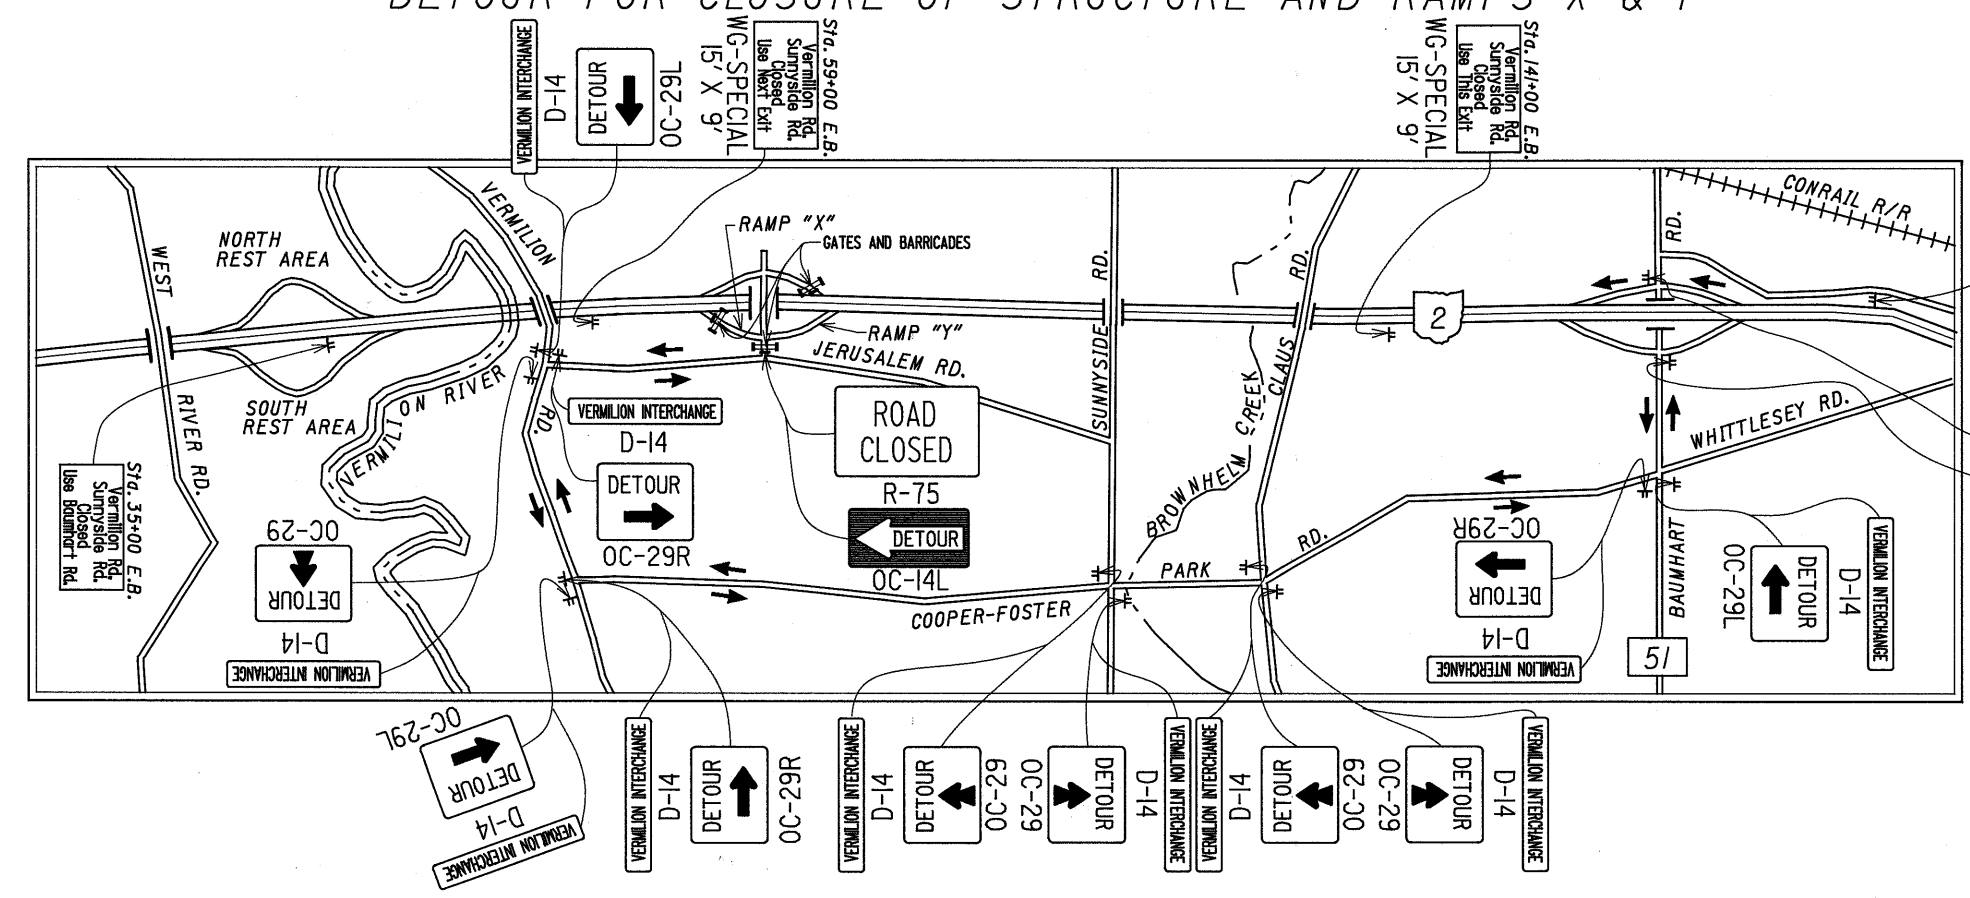 DETOUR FOR CLOSURE OF STRUCTURE AND RAMPS X & Y
VERMILION INTERCHANGE
D-14
DETOUR
OC-29L
WG-SPECIAL
15' X 9'
Sta. 59+00 E.B.
Vermilion Rd.
Sunnyside Rd.
Closed
Use Next Exit
WG-SPECIAL
15' X 9'
Sta. 141+00 E.B.
Vermilion Rd.
Sunnyside Rd.
Closed
Use This Exit
WEST
RIVER RD.
NORTH
REST AREA
SOUTH
REST AREA
VERMILION RIVER
VERMILION
RD.
RAMP "X"
GATES AND BARRICADES
RAMP "Y"
JERUSALEM RD.
SUNNYSIDE RD.
BROWNHELM CREEK
CLAUS RD.
2
CONRAIL R/R
RD.
WHITTLESEY RD.
BAUMHART
51
COOPER-FOSTER PARK RD.
Sta. 35+00 E.B.
Vermilion Rd.
Sunnyside Rd.
Closed
Use Baumhart Rd.
OC-29
DETOUR
D-14
VERMILION INTERCHANGE
VERMILION INTERCHANGE
D-14
DETOUR
OC-29R
ROAD
CLOSED
R-75
DETOUR
OC-14L
OC-29R
DETOUR
D-14
VERMILION INTERCHANGE
OC-29L
DETOUR
D-14
VERMILION INTERCHANGE
OC-29L
DETOUR
D-14
VERMILION INTERCHANGE
VERMILION INTERCHANGE
D-14
DETOUR
OC-29R
VERMILION INTERCHANGE
D-14
DETOUR
OC-29
OC-29
DETOUR
D-14
VERMILION INTERCHANGE
VERMILION INTERCHANGE
D-14
DETOUR
OC-29
OC-29
DETOUR
D-14
VERMILION INTERCHANGE